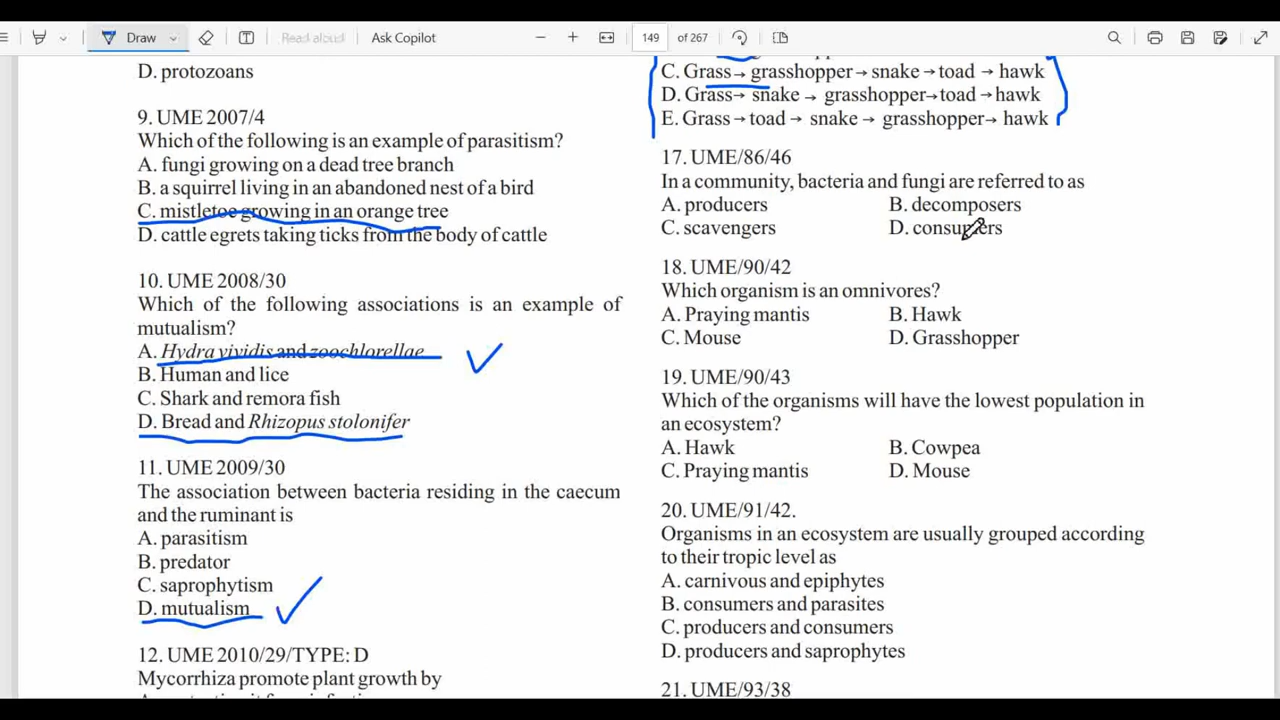 Draw
Read aloud
Ask Copilot
149 of 267
D. protozoans
9. UME 2007/4
Which of the following is an example of parasitism?
A. fungi growing on a dead tree branch
B. a squirrel living in an abandoned nest of a bird
C. mistletoe growing in an orange tree
D. cattle egrets taking ticks from the body of cattle
10. UME 2008/30
Which of the following associations is an example of
mutualism?
A. Hydra vividis and zoochlorellae
B. Human and lice
C. Shark and remora fish
D. Bread and Rhizopus stolonifer
11. UME 2009/30
The association between bacteria residing in the caecum
and the ruminant is
A. parasitism
B. predator
C. saprophytism
D. mutualism
12. UME 2010/29/TYPE: D
Mycorrhiza promote plant growth by
C. Grass→ grasshopper→ snake →toad → hawk
D. Grass→ snake → grasshopper→toad →hawk
E. Grass →toad → snake → grasshopper→ hawk
17. UME/86/46
In a community, bacteria and fungi are referred to as
A. producers B. decomposers
C. scavengers D. consumers
18. UME/90/42
Which organism is an omnivores?
A. Praying mantis B. Hawk
C. Mouse D. Grasshopper
19. UME/90/43
Which of the organisms will have the lowest population in
an ecosystem?
A. Hawk B. Cowpea
C. Praying mantis D. Mouse
20. UME/91/42.
Organisms in an ecosystem are usually grouped according
to their tropic level as
A. carnivous and epiphytes
B. consumers and parasites
C. producers and consumers
D. producers and saprophytes
21. UME/93/38